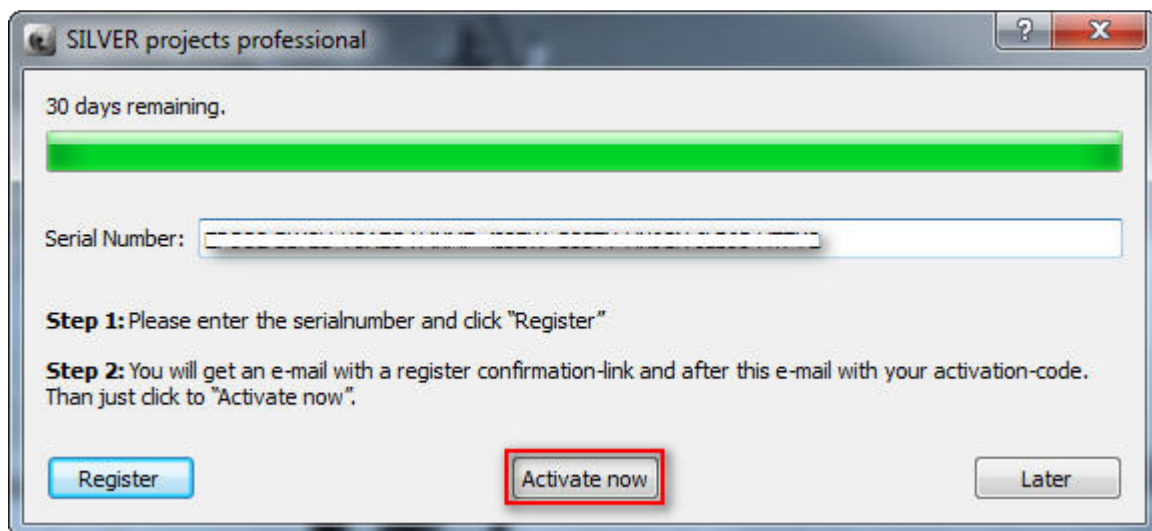 SILVER projects professional
30 days remaining.
Serial Number:
Step 1: Please enter the serialnumber and click "Register"
Step 2: You will get an e-mail with a register confirmation-link and after this e-mail with your activation-code.
Than just click to "Activate now".
Register Activate now Later